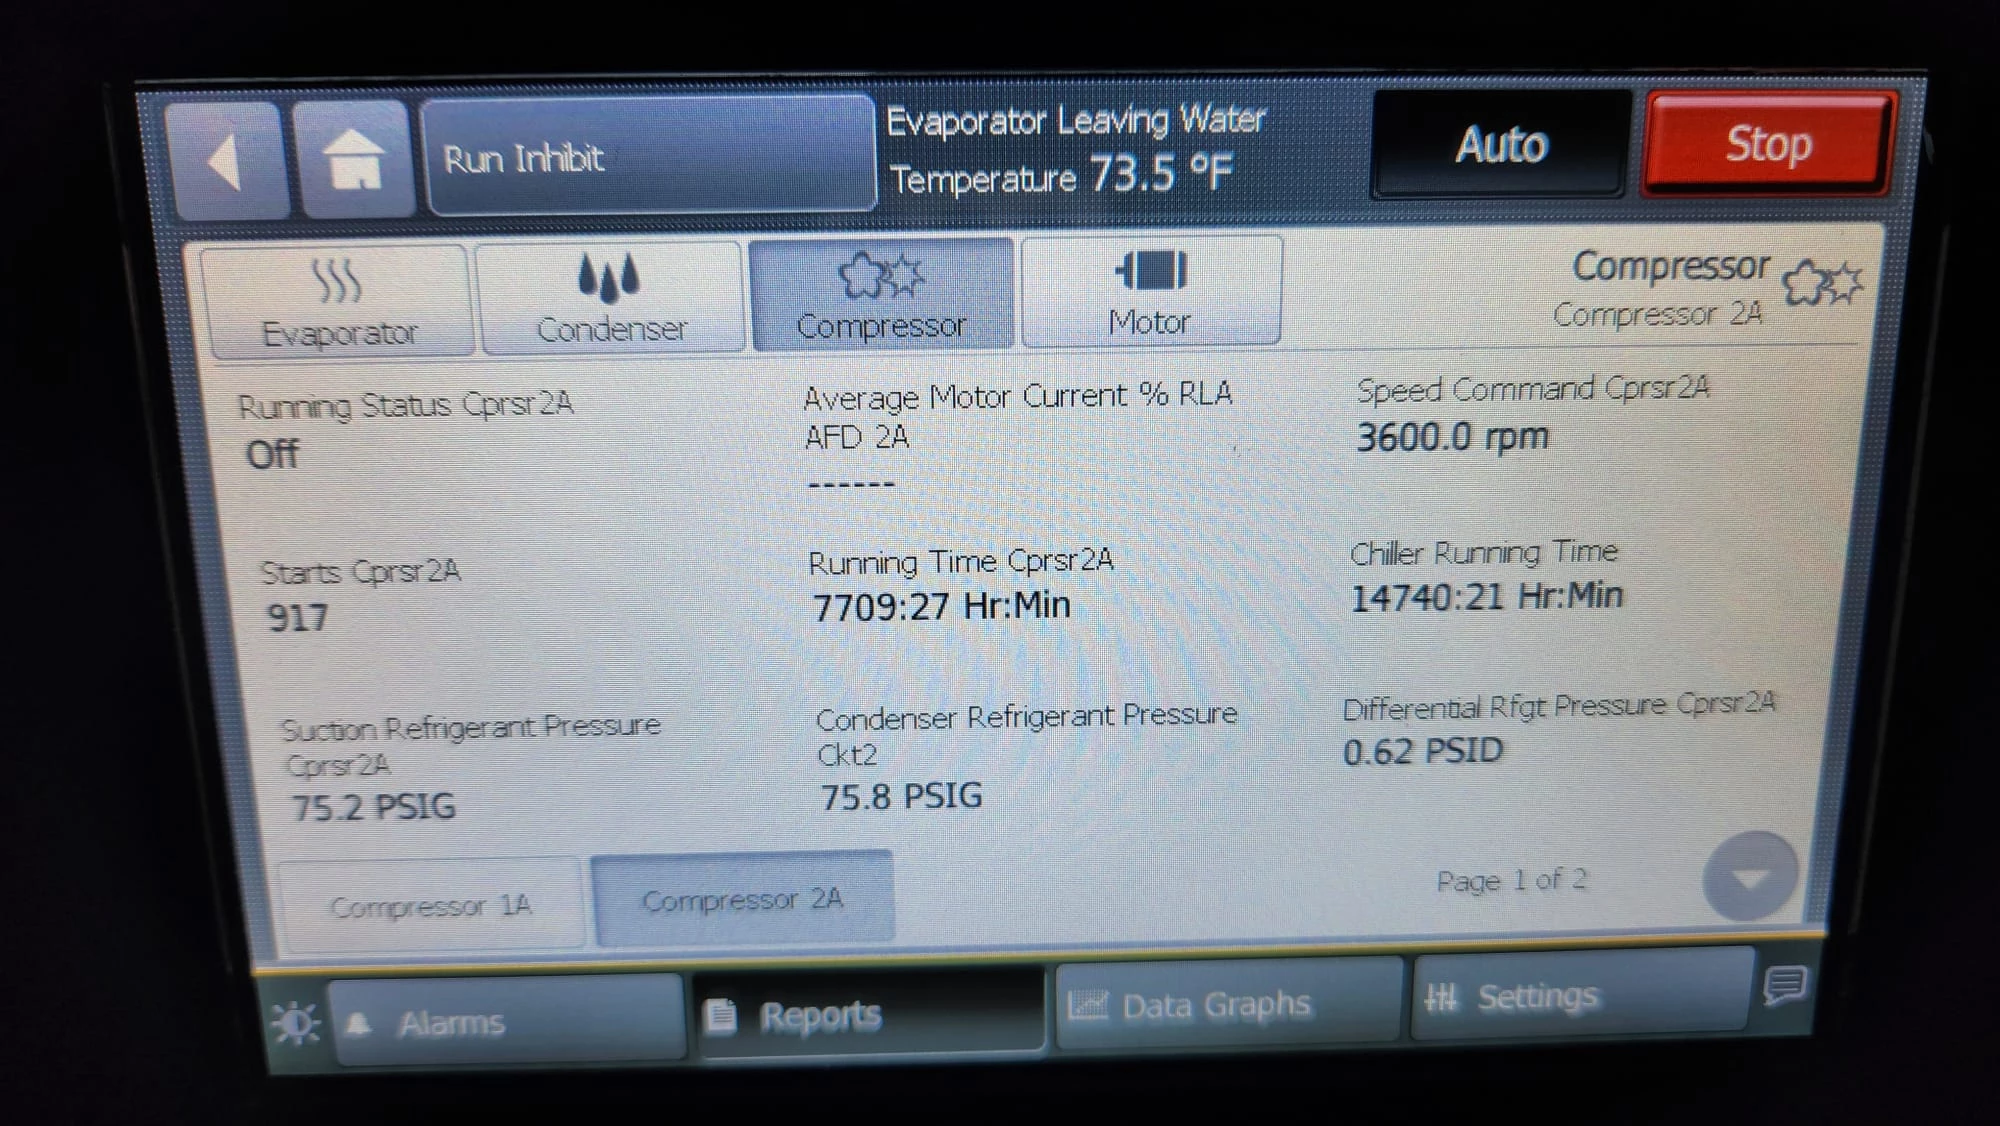 Run Inhibit
Evaporator Leaving Water
Temperature 73.5 ºF
Auto
Stop
Evaporator
Condenser
Compressor
Motor
Compressor
Compressor 2A
Running Status Cprsr2A
Off
Average Motor Current % RLA
AFD 2A
------
Speed Command Cprsr2A
3600.0 rpm
Starts Cprsr2A
917
Running Time Cprsr2A
7709:27 Hr:Min
Chiller Running Time
14740:21 Hr:Min
Suction Refrigerant Pressure
Cprsr2A
75.2 PSIG
Condenser Refrigerant Pressure
Ckt2
75.8 PSIG
Differential Rfgt Pressure Cprsr2A
0.62 PSID
Compressor 1A
Compressor 2A
Page 1 of 2
Alarms
Reports
Data Graphs
Settings